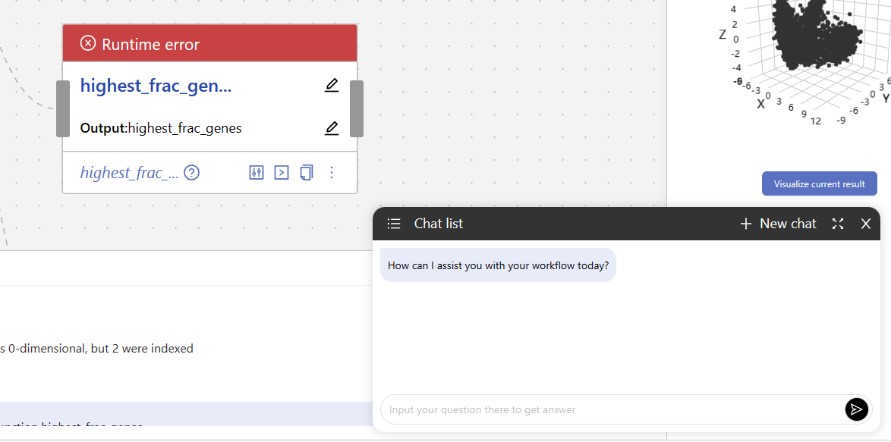 Runtime error
highest_frac_gen...
Output:highest_frac_genes
highest_frac_...
4
2
Z 0
-2
-4
-6
-6 -3 0 3 6 9 12
X
-9 -6 -3 0 3 6
Y
Visualize current result
Chat list
New chat
How can I assist you with your workflow today?
s 0-dimensional, but 2 were indexed
Input your question there to get answer